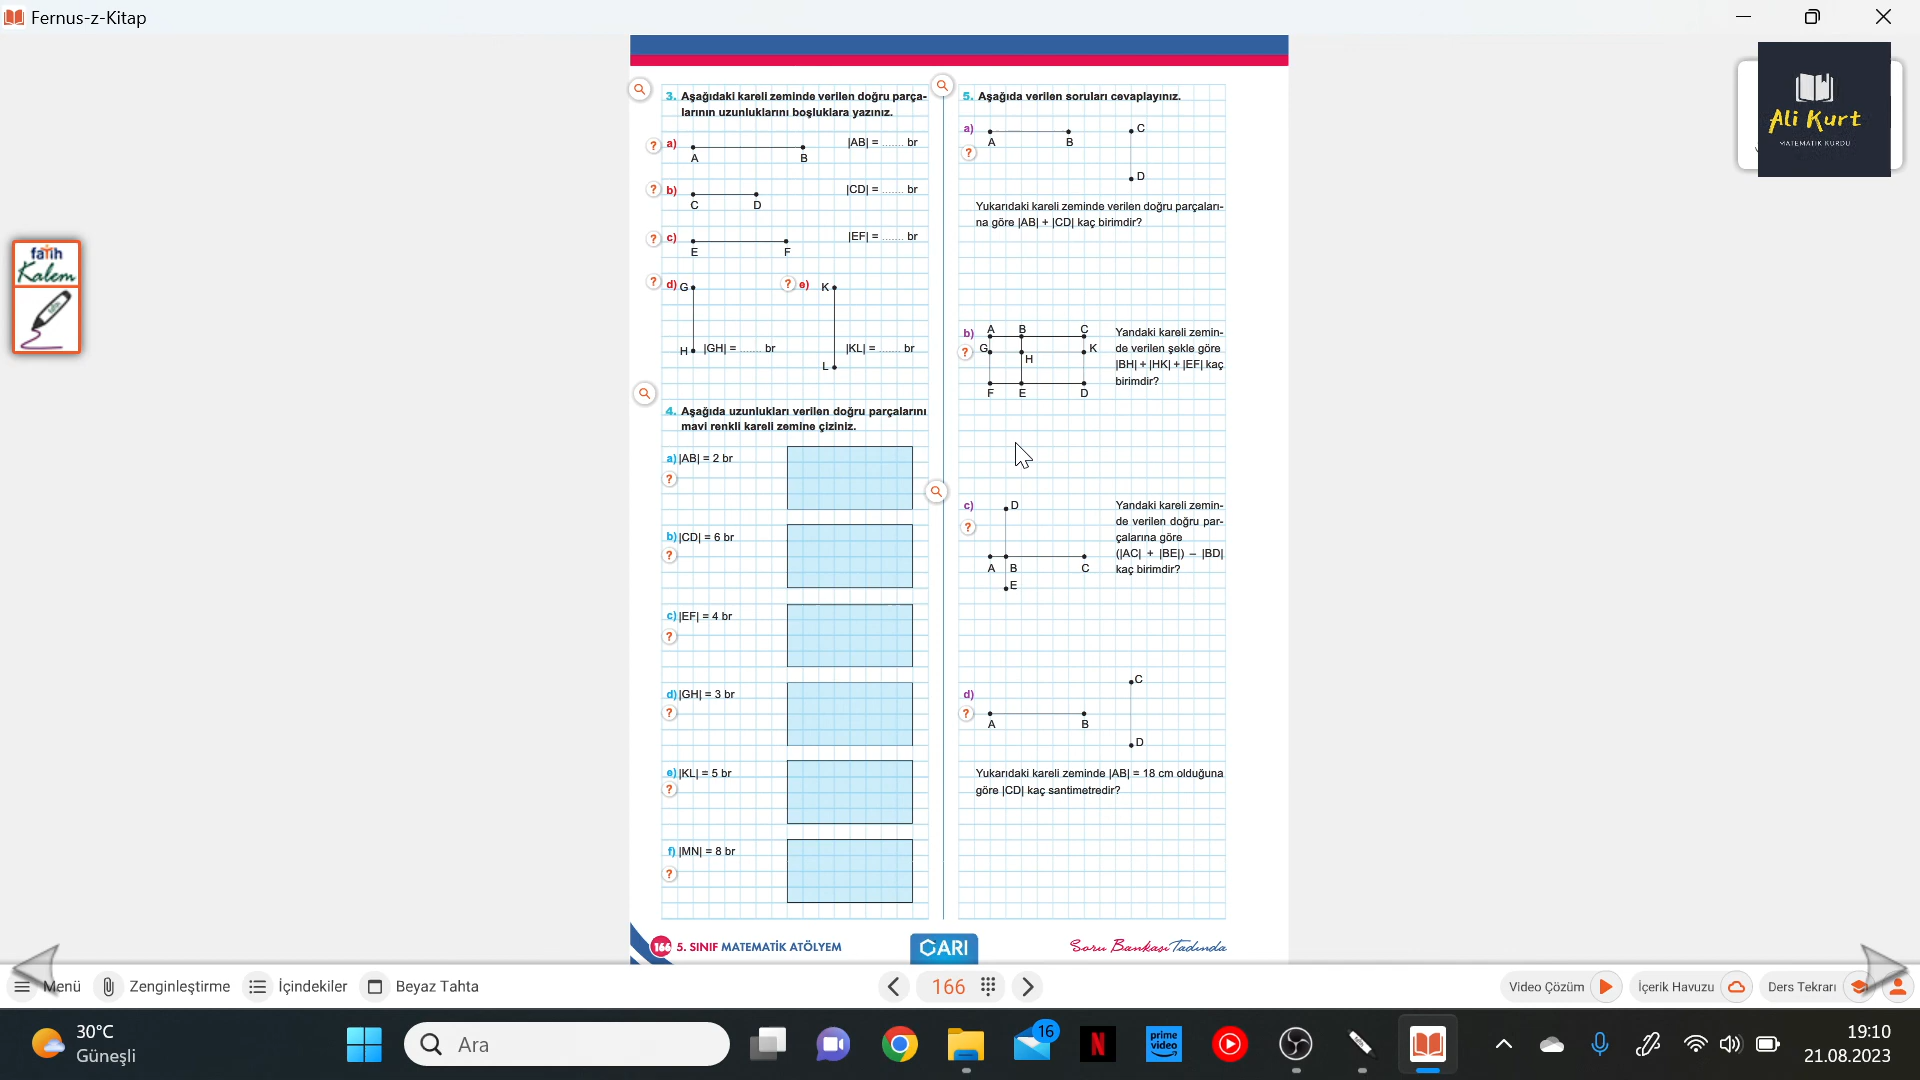 Fernus-z-Kitap
Ali Kurt
MATEMATİK KURDU
fatih
Kalem
3. Aşağıdaki kareli zeminde verilen doğru parça-
larının uzunluklarını boşluklara yazınız.
? a)
A B
|AB| = ....... br
? b)
C D
|CD| = ....... br
? c)
E F
|EF| = ....... br
? d) G
H
|GH| = ....... br
? e) K
L
|KL| = ....... br
4. Aşağıda uzunlukları verilen doğru parçalarını
mavi renkli kareli zemine çiziniz.
a) |AB| = 2 br
?
b) |CD| = 6 br
?
c) |EF| = 4 br
?
d) |GH| = 3 br
?
e) |KL| = 5 br
?
f) |MN| = 8 br
?
5. Aşağıda verilen soruları cevaplayınız.
a)
?
A B C
D
Yukarıdaki kareli zeminde verilen doğru parçaları-
na göre |AB| + |CD| kaç birimdir?
b)
?
A B C
G H K
F E D
Yandaki kareli zemin-
de verilen şekle göre
|BH| + |HK| + |EF| kaç
birimdir?
c)
?
D
A B C
E
Yandaki kareli zemin-
de verilen doğru par-
çalarına göre
(|AC| + |BE|) – |BD|
kaç birimdir?
d)
?
C
A B
D
Yukarıdaki kareli zeminde |AB| = 18 cm olduğuna
göre |CD| kaç santimetredir?
166 5. SINIF MATEMATİK ATÖLYEM
ARI
Soru Bankası Tadında
Menü
Zenginleştirme
İçindekiler
Beyaz Tahta
166
Video Çözüm
İçerik Havuzu
Ders Tekrarı
30°C
Güneşli
Ara
16
N
prime
video
19:10
21.08.2023